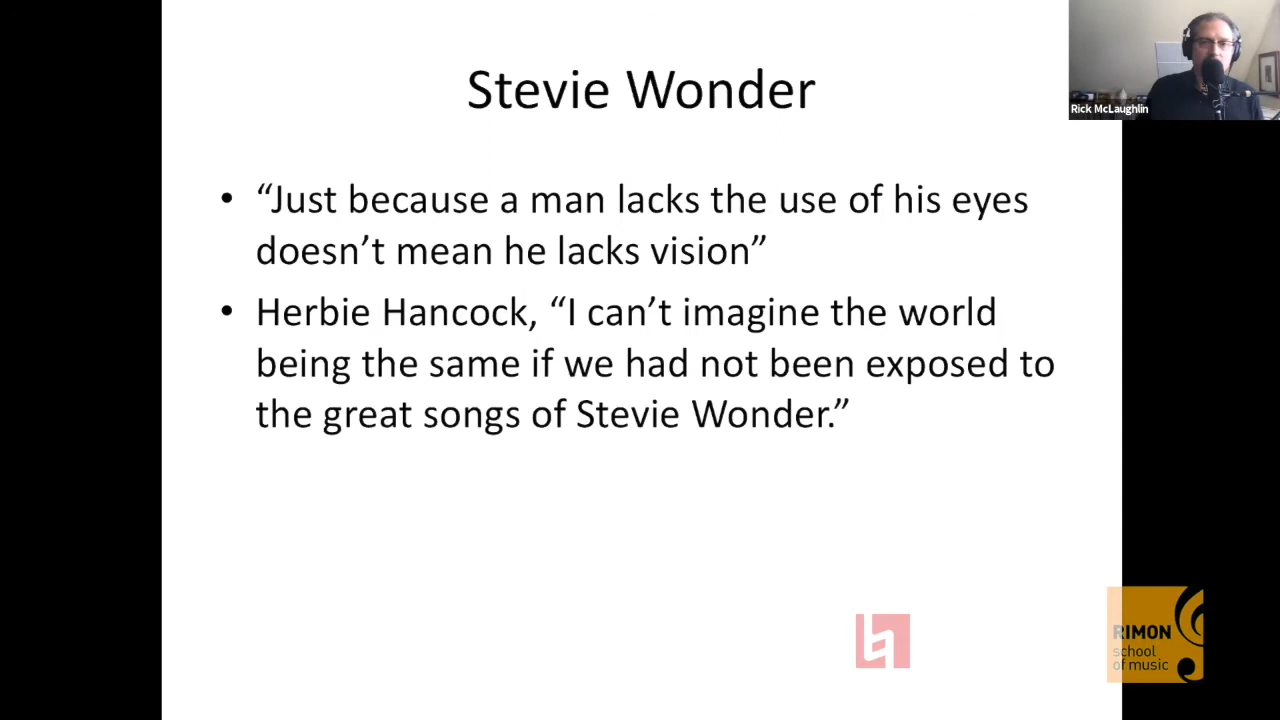 Stevie Wonder
Rick McLaughlin
• “Just because a man lacks the use of his eyes
doesn’t mean he lacks vision”
• Herbie Hancock, “I can’t imagine the world
being the same if we had not been exposed to
the great songs of Stevie Wonder.”
RIMON
school
of music